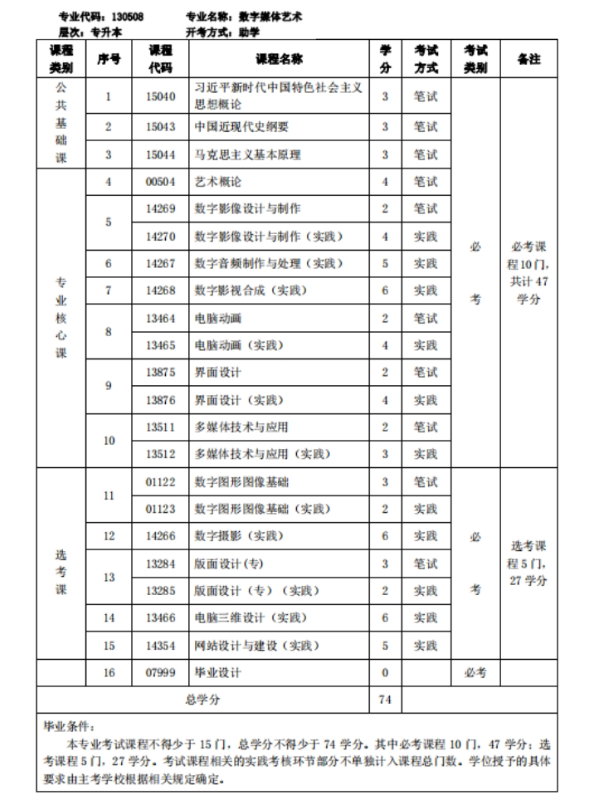 专业代码：130508 专业名称：数字媒体艺术
层次：专升本 开考方式：助学
课程类别 序号 课程代码 课程名称 学分 考试方式 考试类别 备注
公共基础课
1 15040 习近平新时代中国特色社会主义思想概论 3 笔试
2 15043 中国近现代史纲要 3 笔试
3 15044 马克思主义基本原理 3 笔试
专业核心课
4 00504 艺术概论 4 笔试
5 14269 数字影像设计与制作 2 笔试
14270 数字影像设计与制作（实践） 4 实践
6 14267 数字音频制作与处理（实践） 5 实践
7 14268 数字影视合成（实践） 6 实践
8 13464 电脑动画 2 笔试
13465 电脑动画（实践） 4 实践
9 13875 界面设计 2 笔试
13876 界面设计（实践） 4 实践
10 13511 多媒体技术与应用 2 笔试
13512 多媒体技术与应用（实践） 3 实践
必考
必考课程10门，共计47学分
选考课
11 01122 数字图形图像基础 3 笔试
01123 数字图形图像基础（实践） 2 实践
12 14266 数字摄影（实践） 6 实践
13 13284 版面设计(专) 3 笔试
13285 版面设计（专）（实践） 2 实践
14 13466 电脑三维设计（实践） 6 实践
15 14354 网站设计与建设（实践） 5 实践
必考
选考课程5门，27学分
16 07999 毕业设计 0 必考
总学分 74
毕业条件：
本专业考试课程不得少于 15 门，总学分不得少于 74 学分。其中必考课程 10 门，47 学分；选
考课程 5 门，27 学分。考试课程相关的实践考核环节部分不单独计入课程总门数。学位授予的具体
要求由主考学校根据相关规定确定。